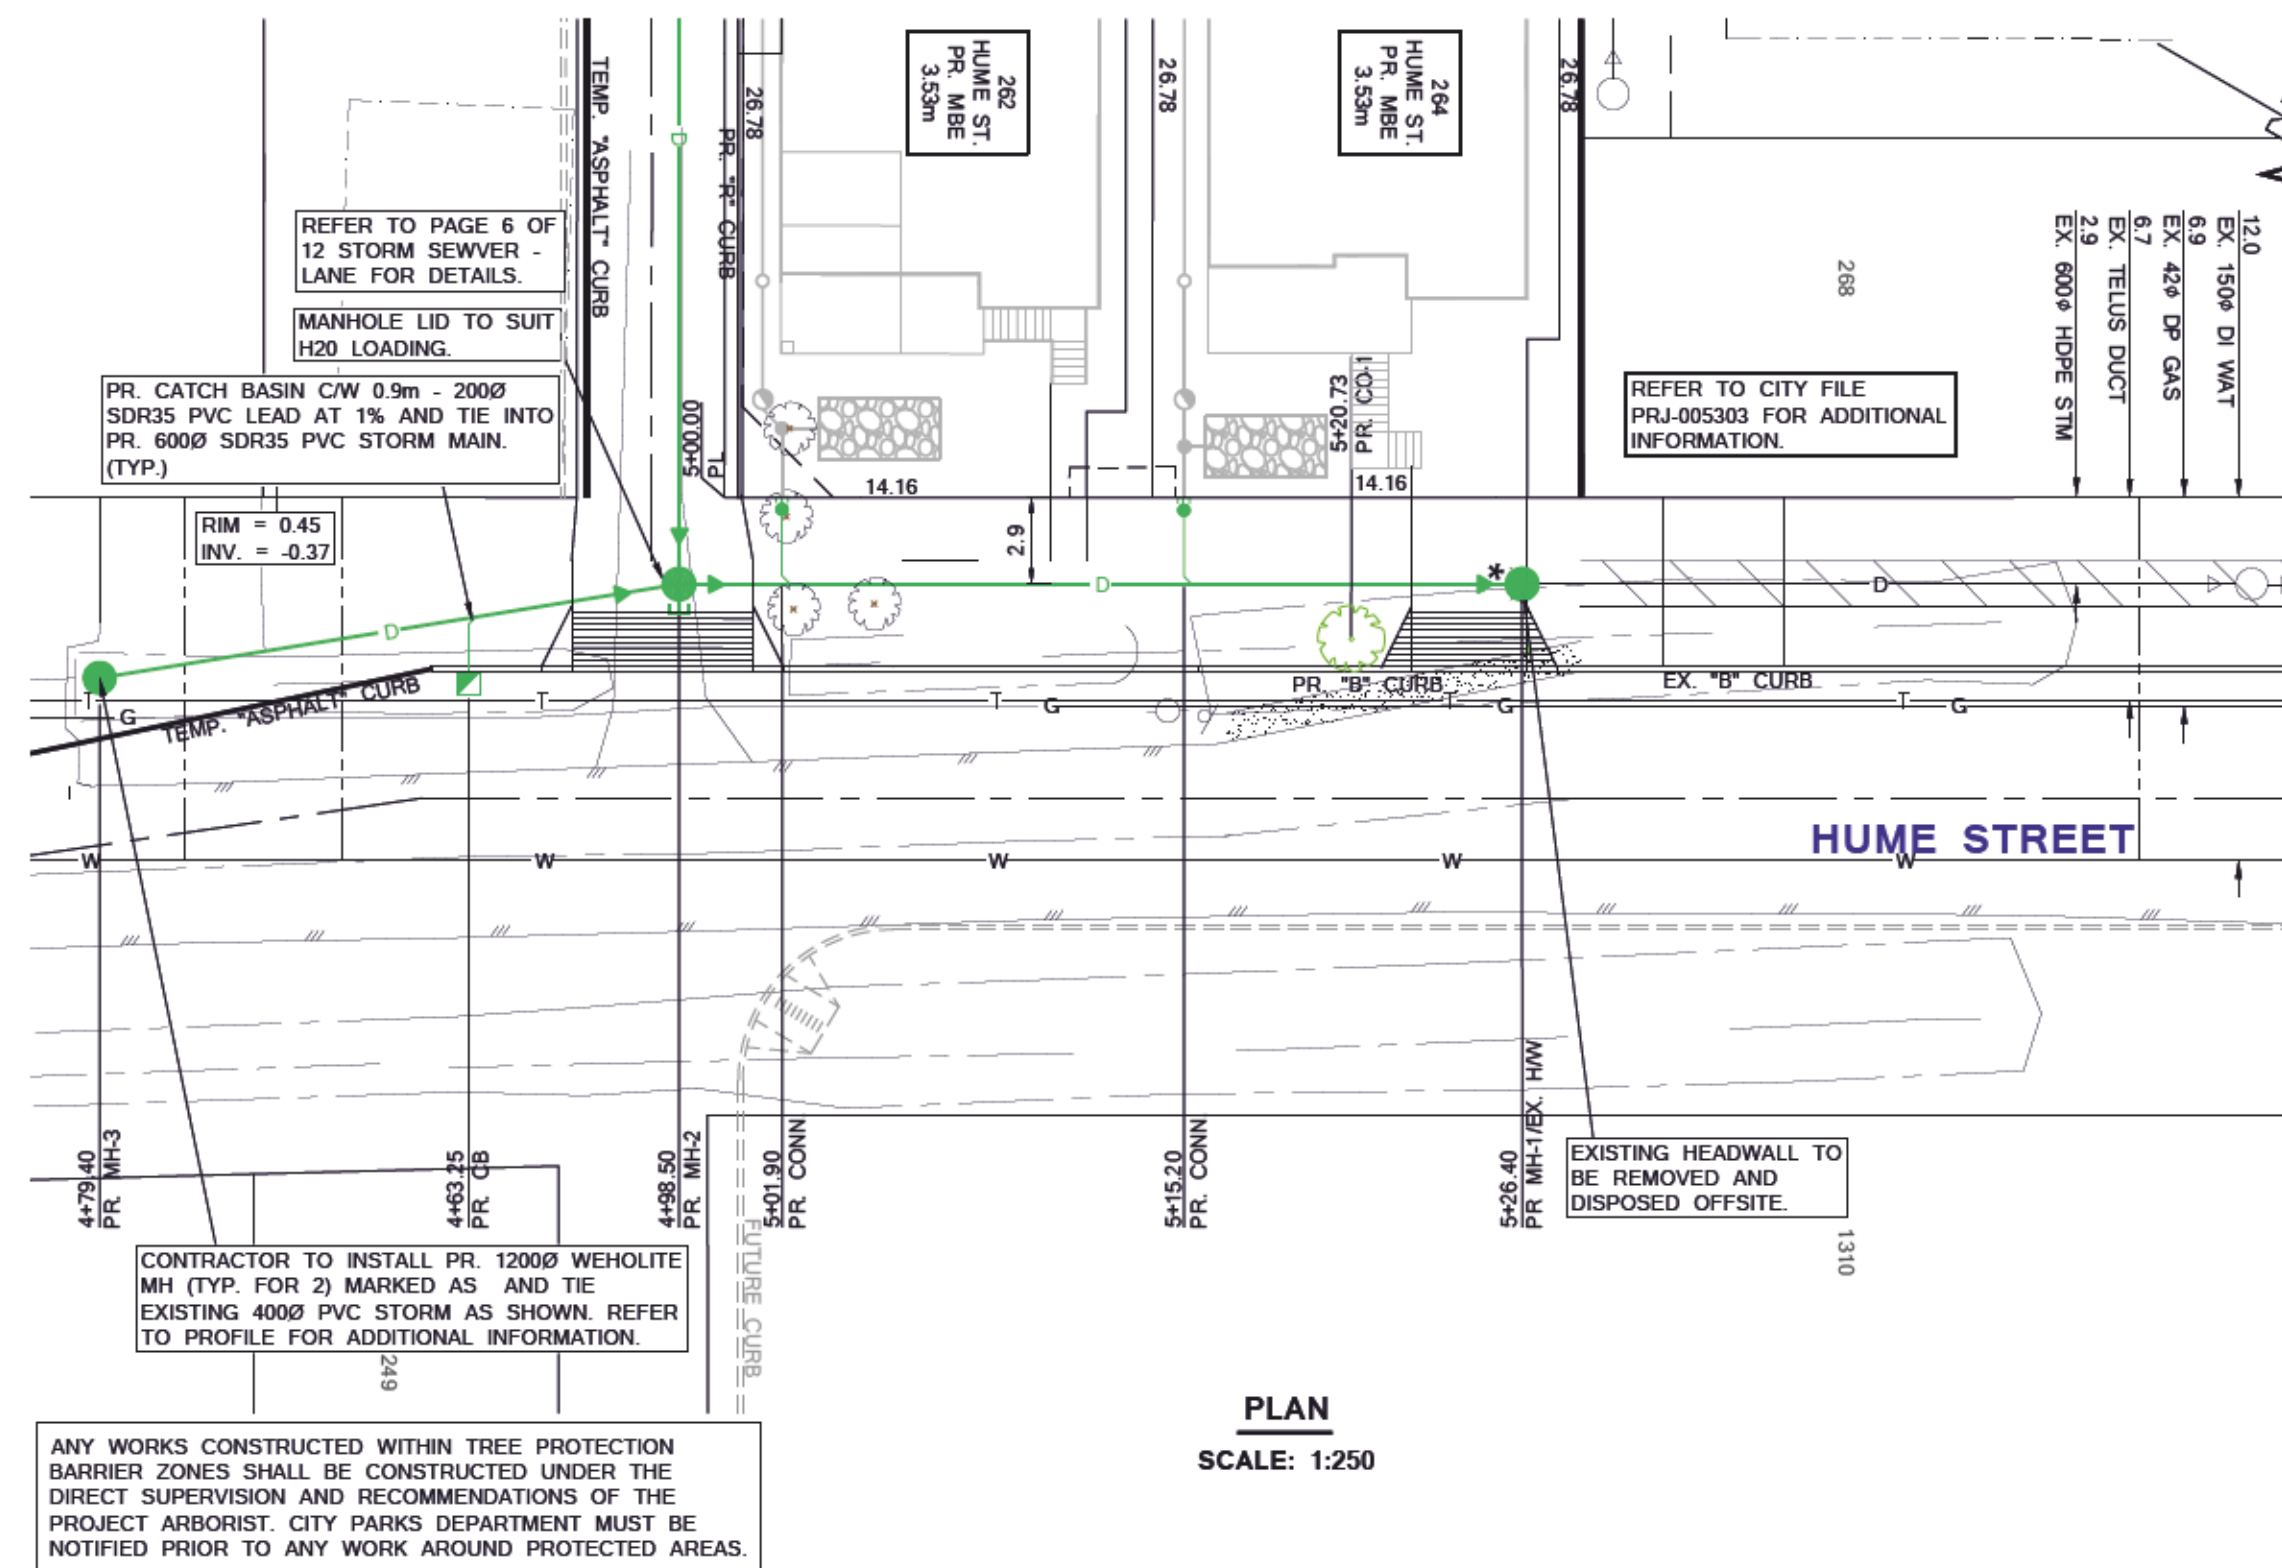 TEMP. "ASPHALT" CURB
D
26.78
PR. "R" CURB
262
HUME ST.
PR. MBE
3.53m
26.78
264
HUME ST.
PR. MBE
3.53m
26.78
12.0
EX. 150ø DI WAT
6.9
EX. 42ø DP GAS
6.7
EX. TELUS DUCT
2.9
EX. 600ø HDPE STM
268
REFER TO PAGE 6 OF
12 STORM SEWVER -
LANE FOR DETAILS.
MANHOLE LID TO SUIT
H20 LOADING.
PR. CATCH BASIN C/W 0.9m - 200Ø
SDR35 PVC LEAD AT 1% AND TIE INTO
PR. 600Ø SDR35 PVC STORM MAIN.
(TYP.)
5+00.00
PL
5+20.73
PR. CO.1
REFER TO CITY FILE
PRJ-005303 FOR ADDITIONAL
INFORMATION.
14.16
14.16
RIM = 0.45
INV. = -0.37
2.9
D
D
*
D
T
G
TEMP. "ASPHALT" CURB
T
T
G
PR. "B" CURB
T
G
EX. "B" CURB
T
G
HUME STREET
W
W
W
W
W
4+79.40
PR. MH-3
4+63.25
PR. CB
4+98.50
PR. MH-2
5+01.90
PR. CONN
5+15.20
PR. CONN
5+26.40
PR MH-1/EX. H/W
EXISTING HEADWALL TO
BE REMOVED AND
DISPOSED OFFSITE.
1310
CONTRACTOR TO INSTALL PR. 1200Ø WEHOLITE
MH (TYP. FOR 2) MARKED AS AND TIE
EXISTING 400Ø PVC STORM AS SHOWN. REFER
TO PROFILE FOR ADDITIONAL INFORMATION.
249
FUTURE CURB
PLAN
SCALE: 1:250
ANY WORKS CONSTRUCTED WITHIN TREE PROTECTION
BARRIER ZONES SHALL BE CONSTRUCTED UNDER THE
DIRECT SUPERVISION AND RECOMMENDATIONS OF THE
PROJECT ARBORIST. CITY PARKS DEPARTMENT MUST BE
NOTIFIED PRIOR TO ANY WORK AROUND PROTECTED AREAS.